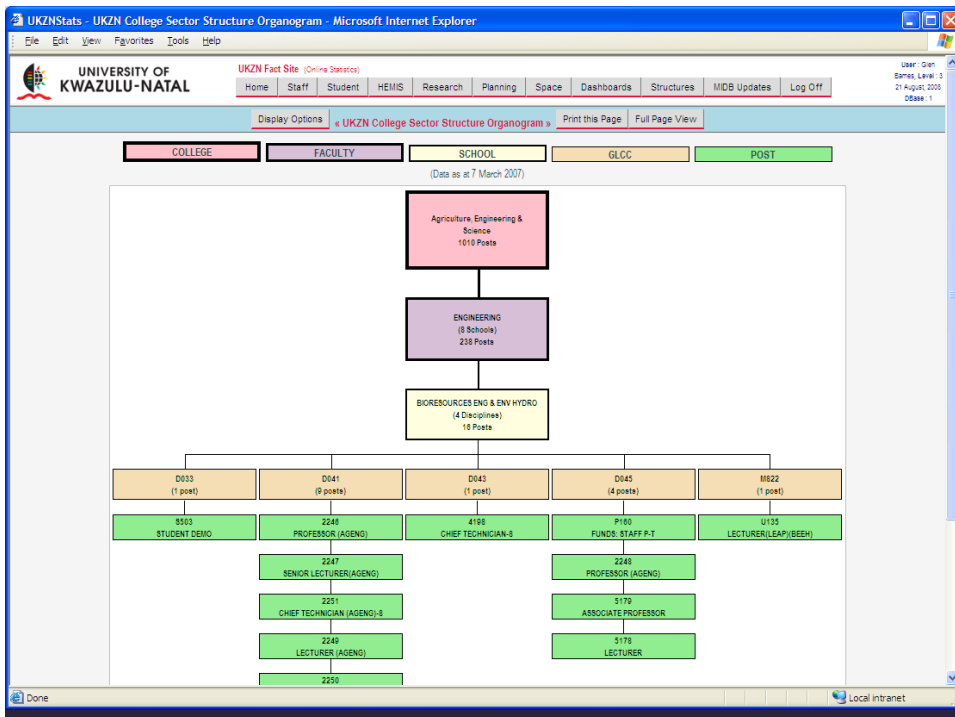 UKZNStats - UKZN College Sector Structure Organogram - Microsoft Internet Explorer
File Edit View Favorites Tools Help
UNIVERSITY OF
KWAZULU-NATAL
UKZN Fact Site (Online Statistics)
Home Staff Student HEMIS Research Planning Space Dashboards Structures MIDB Updates Log Off
User : Glen
Eames, Level : 3
21 August, 2008
DBase : 1
Display Options « UKZN College Sector Structure Organogram » Print this Page Full Page View
COLLEGE FACULTY SCHOOL GLCC POST
(Data as at 7 March 2007)
Agriculture, Engineering &
Science
1010 Posts
ENGINEERING
(8 Schools)
238 Posts
BIORESOURCES ENG & ENV HYDRO
(4 Disciplines)
16 Posts
D033 D041 D043 D045 M822
(1 post) (9 posts) (1 post) (4 posts) (1 post)
S503 2246 4198 P160 U135
STUDENT DEMO PROFESSOR (AGENG) CHIEF TECHNICIAN-8 FUNDS: STAFF P-T LECTURER(LEAP)(BEEH)
2247 2248
SENIOR LECTURER(AGENG) PROFESSOR (AGENG)
2251 5179
CHIEF TECHNICIAN (AGENG)-8 ASSOCIATE PROFESSOR
2249 5178
LECTURER (AGENG) LECTURER
2250
Done Local intranet